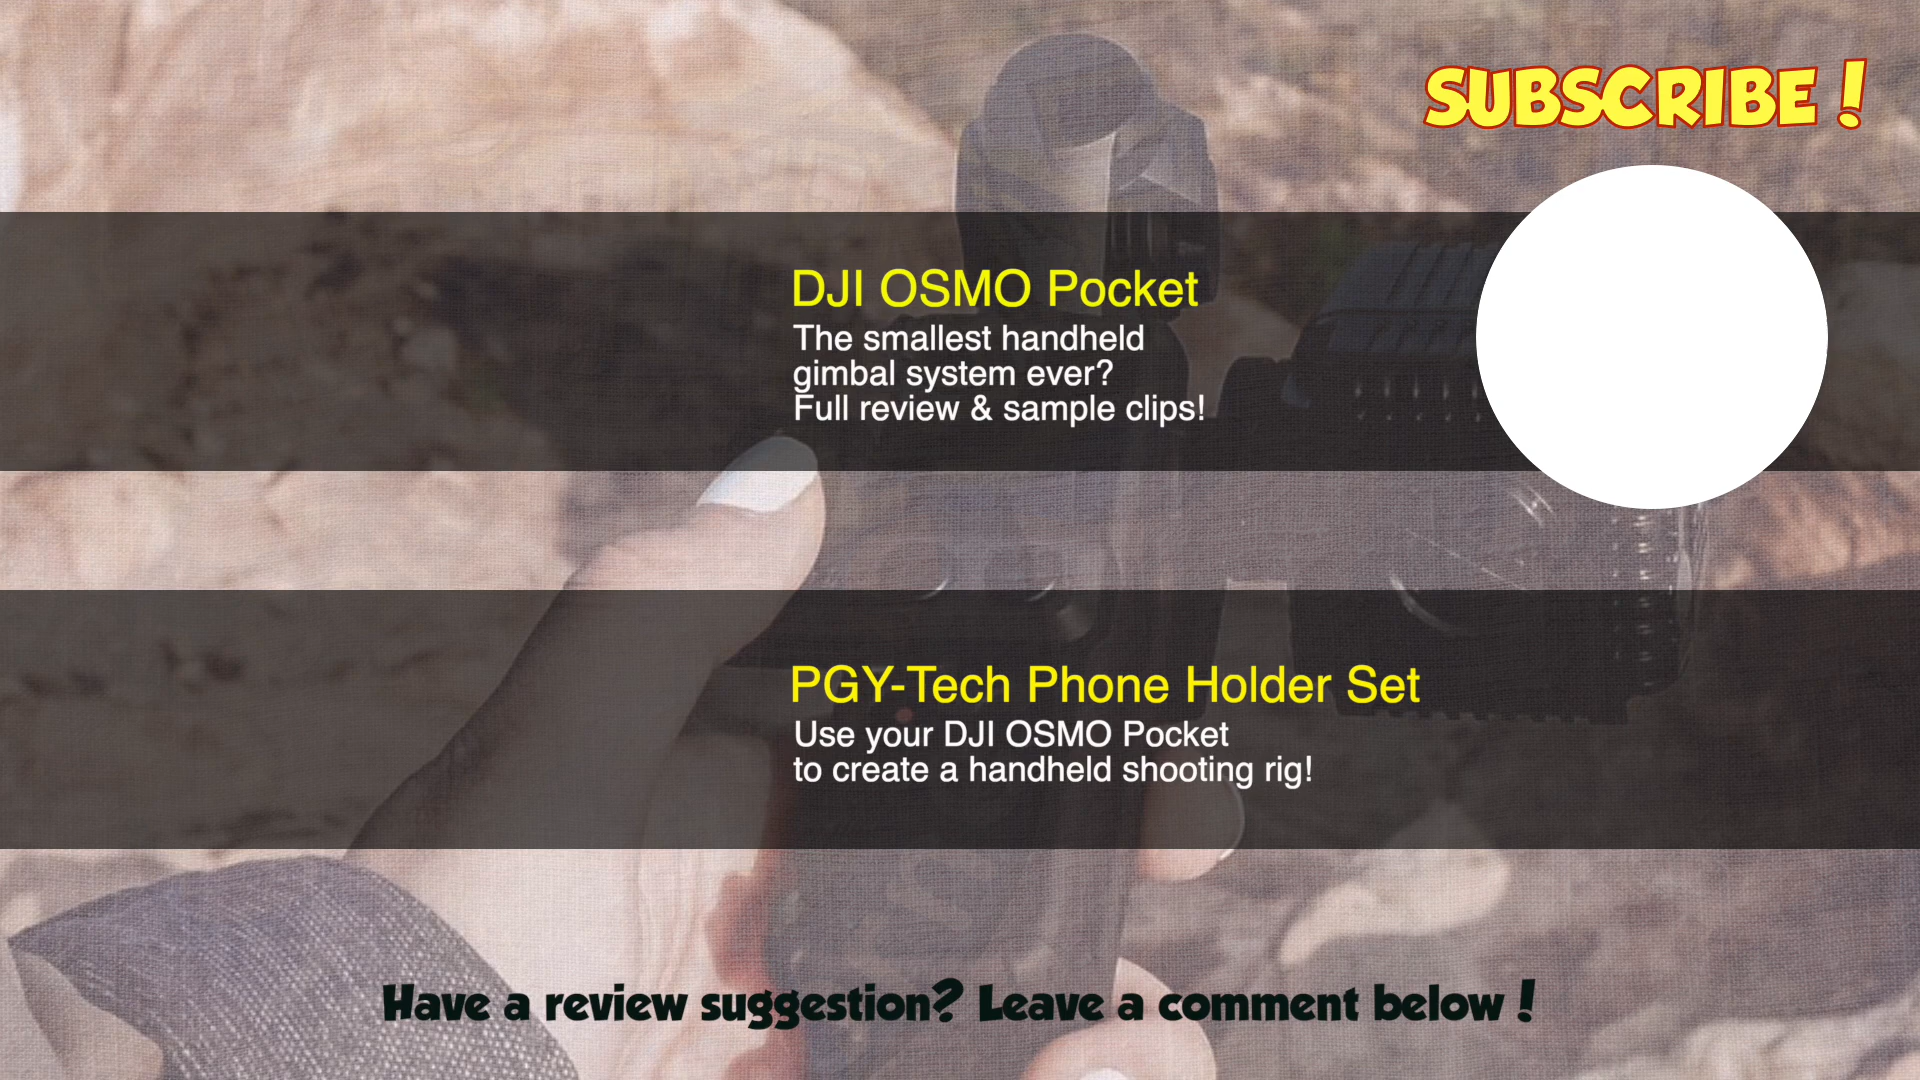 SUBSCRIBE!
DJI OSMO Pocket
The smallest handheld
gimbal system ever?
Full review & sample clips!
PGY-Tech Phone Holder Set
Use your DJI OSMO Pocket
to create a handheld shooting rig!
Have a review suggestion? Leave a comment below!